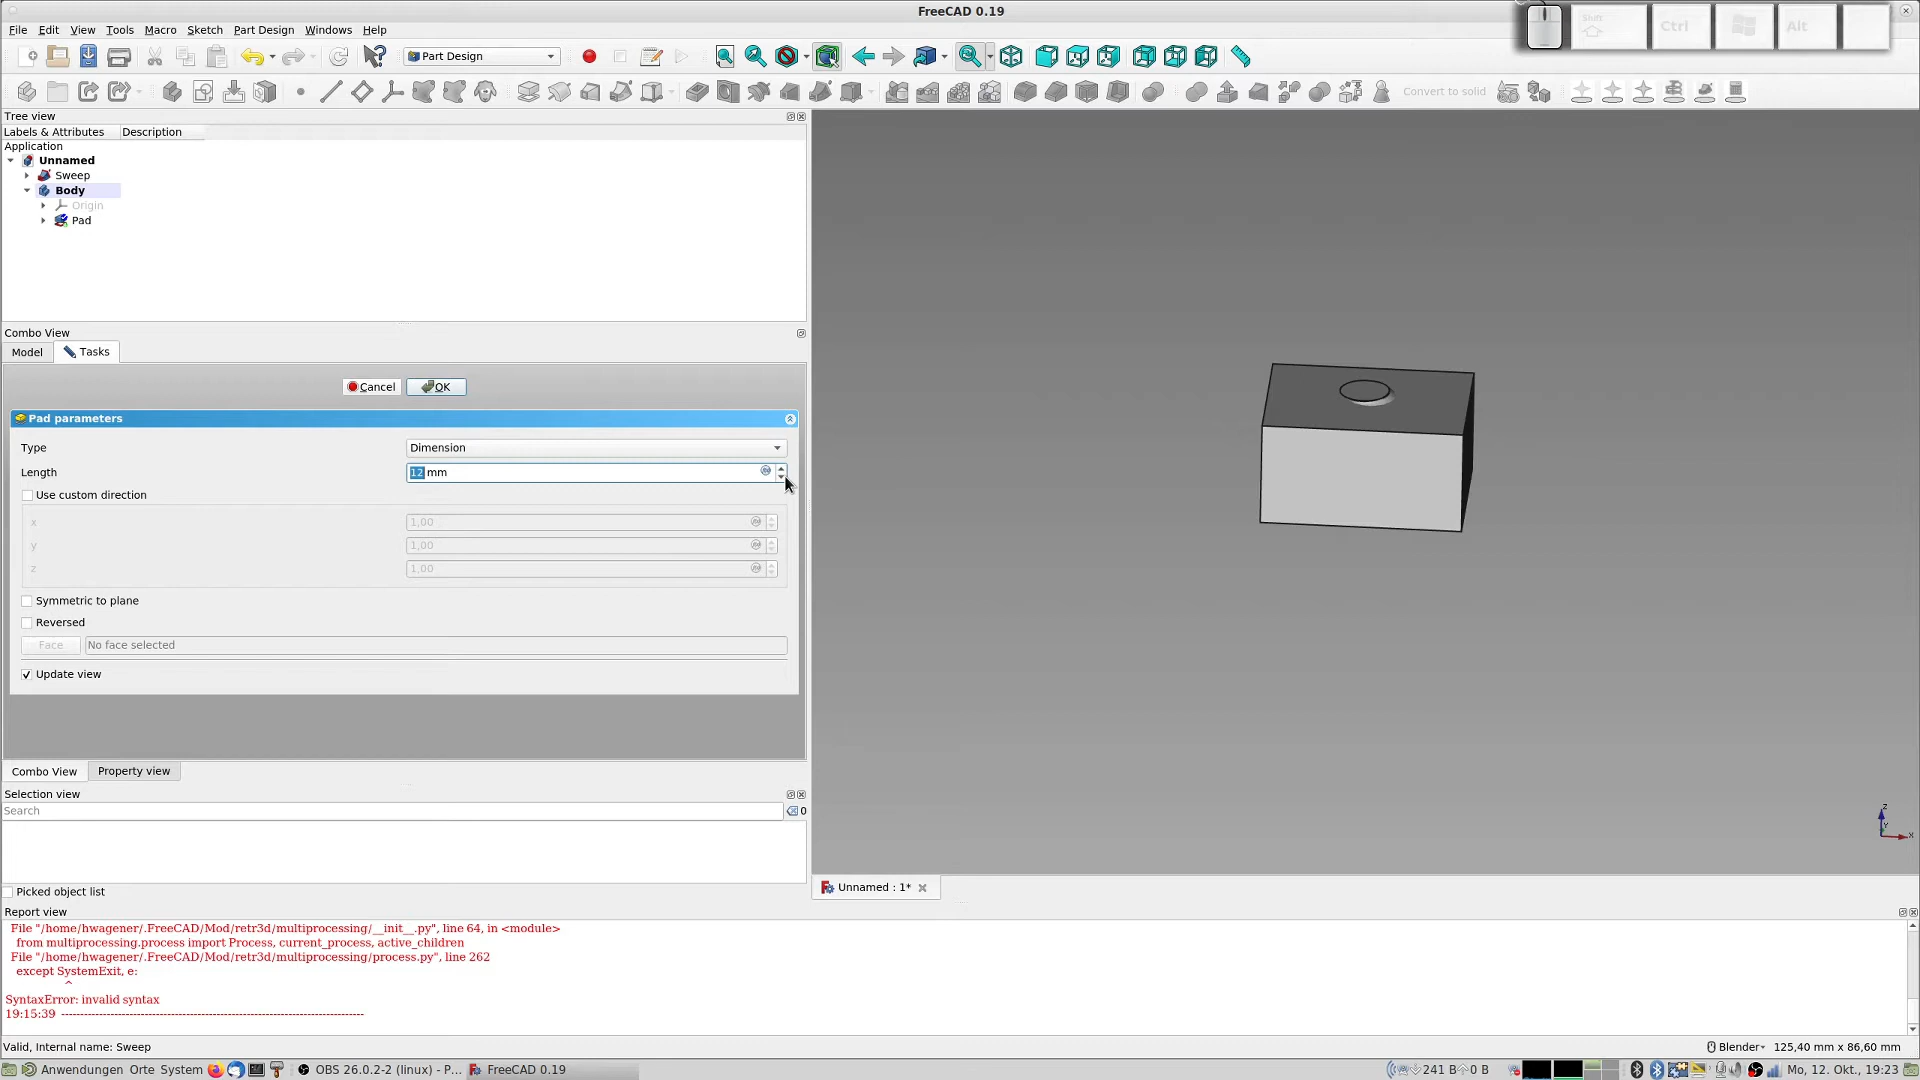 FreeCAD 0.19
Shift
Ctrl
Alt
File Edit View Tools Macro Sketch Part Design Windows Help
Part Design
Convert to solid
Tree view
Labels & Attributes Description
Application
Unnamed
Sweep
Body
Origin
Pad
Combo View
Model Tasks
Cancel OK
Pad parameters
Type Dimension
Length 12 mm
Use custom direction
x 1,00
y 1,00
z 1,00
Symmetric to plane
Reversed
Face No face selected
Update view
Combo View Property view
Selection view
Search 0
Picked object list
z
Y
X
Unnamed : 1*
Report view
File "/home/hwagener/.FreeCAD/Mod/retr3d/multiprocessing/__init__.py", line 64, in <module>
from multiprocessing.process import Process, current_process, active_children
File "/home/hwagener/.FreeCAD/Mod/retr3d/multiprocessing/process.py", line 262
except SystemExit, e:
^
SyntaxError: invalid syntax
19:15:39 --------------------------------------------------------------------------------
Valid, Internal name: Sweep
Blender 125,40 mm x 86,60 mm
Anwendungen Orte System OBS 26.0.2-2 (linux) - P... FreeCAD 0.19 241 B 0 B Mo, 12. Okt., 19:23